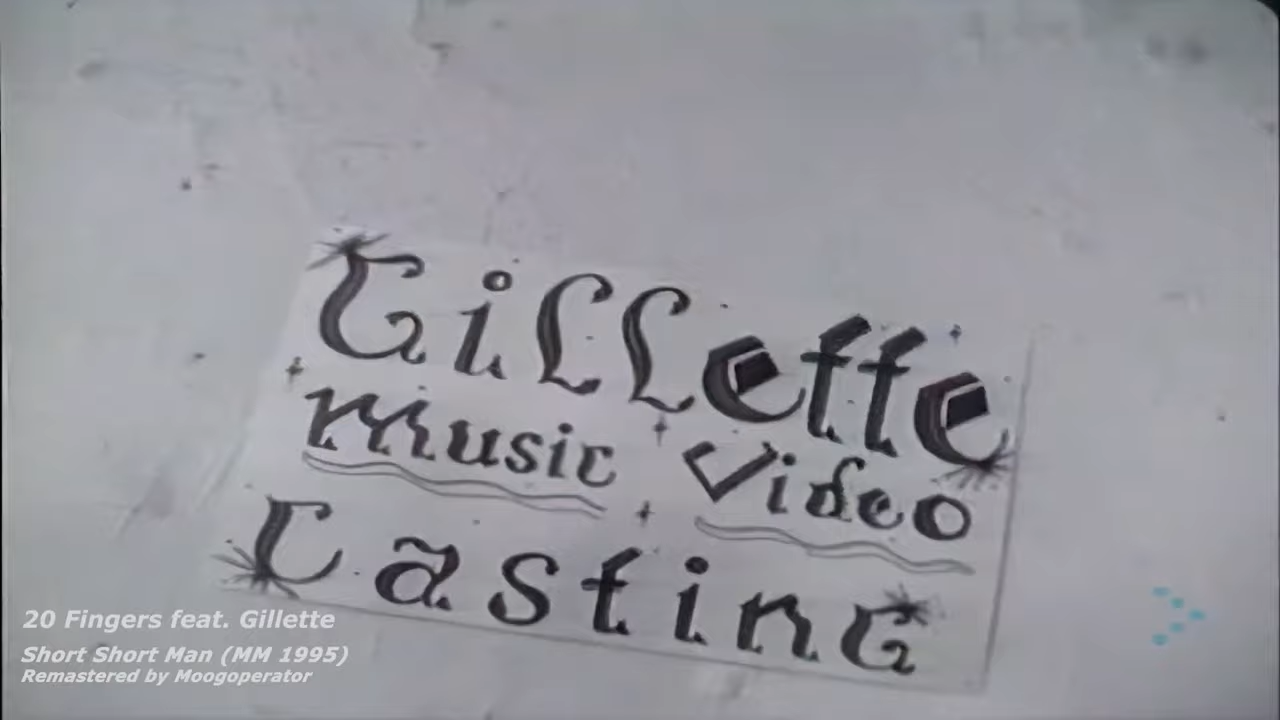 Gillette
music Video
Casting
20 Fingers feat. Gillette
Short Short Man (MM 1995)
Remastered by Moogoperator